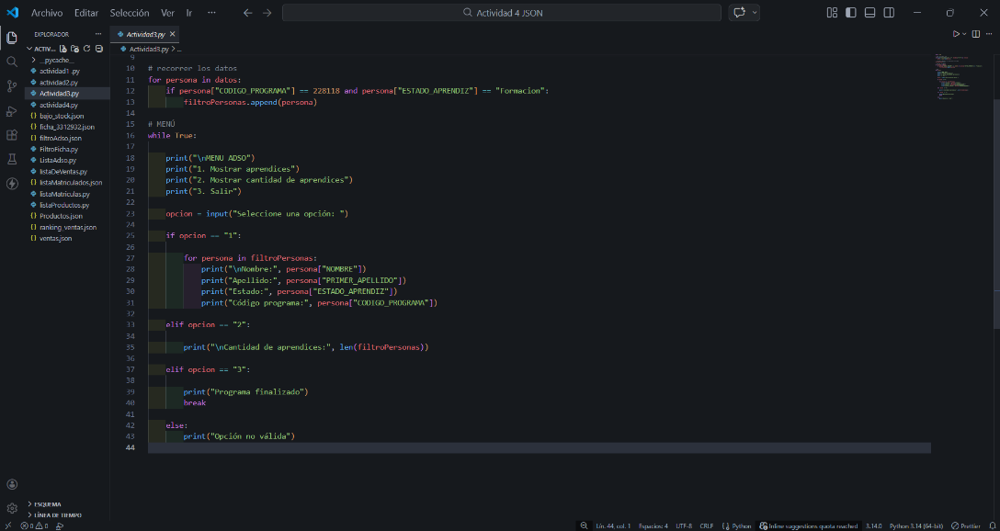 Archivo Editar Selección Ver Ir ···
Actividad 4 JSON
EXPLORADOR ···
ACTIV...
__pycache__
actividad1 .py
actividad2.py
Actividad3.py
actividad4.py
bajo_stock.json
ficha_3312932.json
filtroAdso.json
FiltroFicha.py
ListaAdso.py
listaDeVentas.py
listaMatriculados.json
listaMatriculas.py
listaProductos.py
Productos.json
ranking_ventas.json
ventas.json
ESQUEMA
LÍNEA DE TIEMPO
Actividad3.py
Actividad3.py > ...
9
10 # recorrer los datos
11 for persona in datos:
12     if persona["CODIGO_PROGRAMA"] == 228118 and persona["ESTADO_APRENDIZ"] == "Formacion":
13         filtroPersonas.append(persona)
14
15 # MENÚ
16 while True:
17
18     print("\nMENU ADSO")
19     print("1. Mostrar aprendices")
20     print("2. Mostrar cantidad de aprendices")
21     print("3. Salir")
22
23     opcion = input("Seleccione una opción: ")
24
25     if opcion == "1":
26
27         for persona in filtroPersonas:
28             print("\nNombre:", persona["NOMBRE"])
29             print("Apellido:", persona["PRIMER_APELLIDO"])
30             print("Estado:", persona["ESTADO_APRENDIZ"])
31             print("Código programa:", persona["CODIGO_PROGRAMA"])
32
33     elif opcion == "2":
34
35         print("\nCantidad de aprendices:", len(filtroPersonas))
36
37     elif opcion == "3":
38
39         print("Programa finalizado")
40         break
41
42     else:
43         print("Opción no válida")
44
0 0 Lín. 44, col. 1 Espacios: 4 UTF-8 CRLF {} Python Inline suggestions quota reached 3.14.0 Python 3.14 (64-bit) Prettier